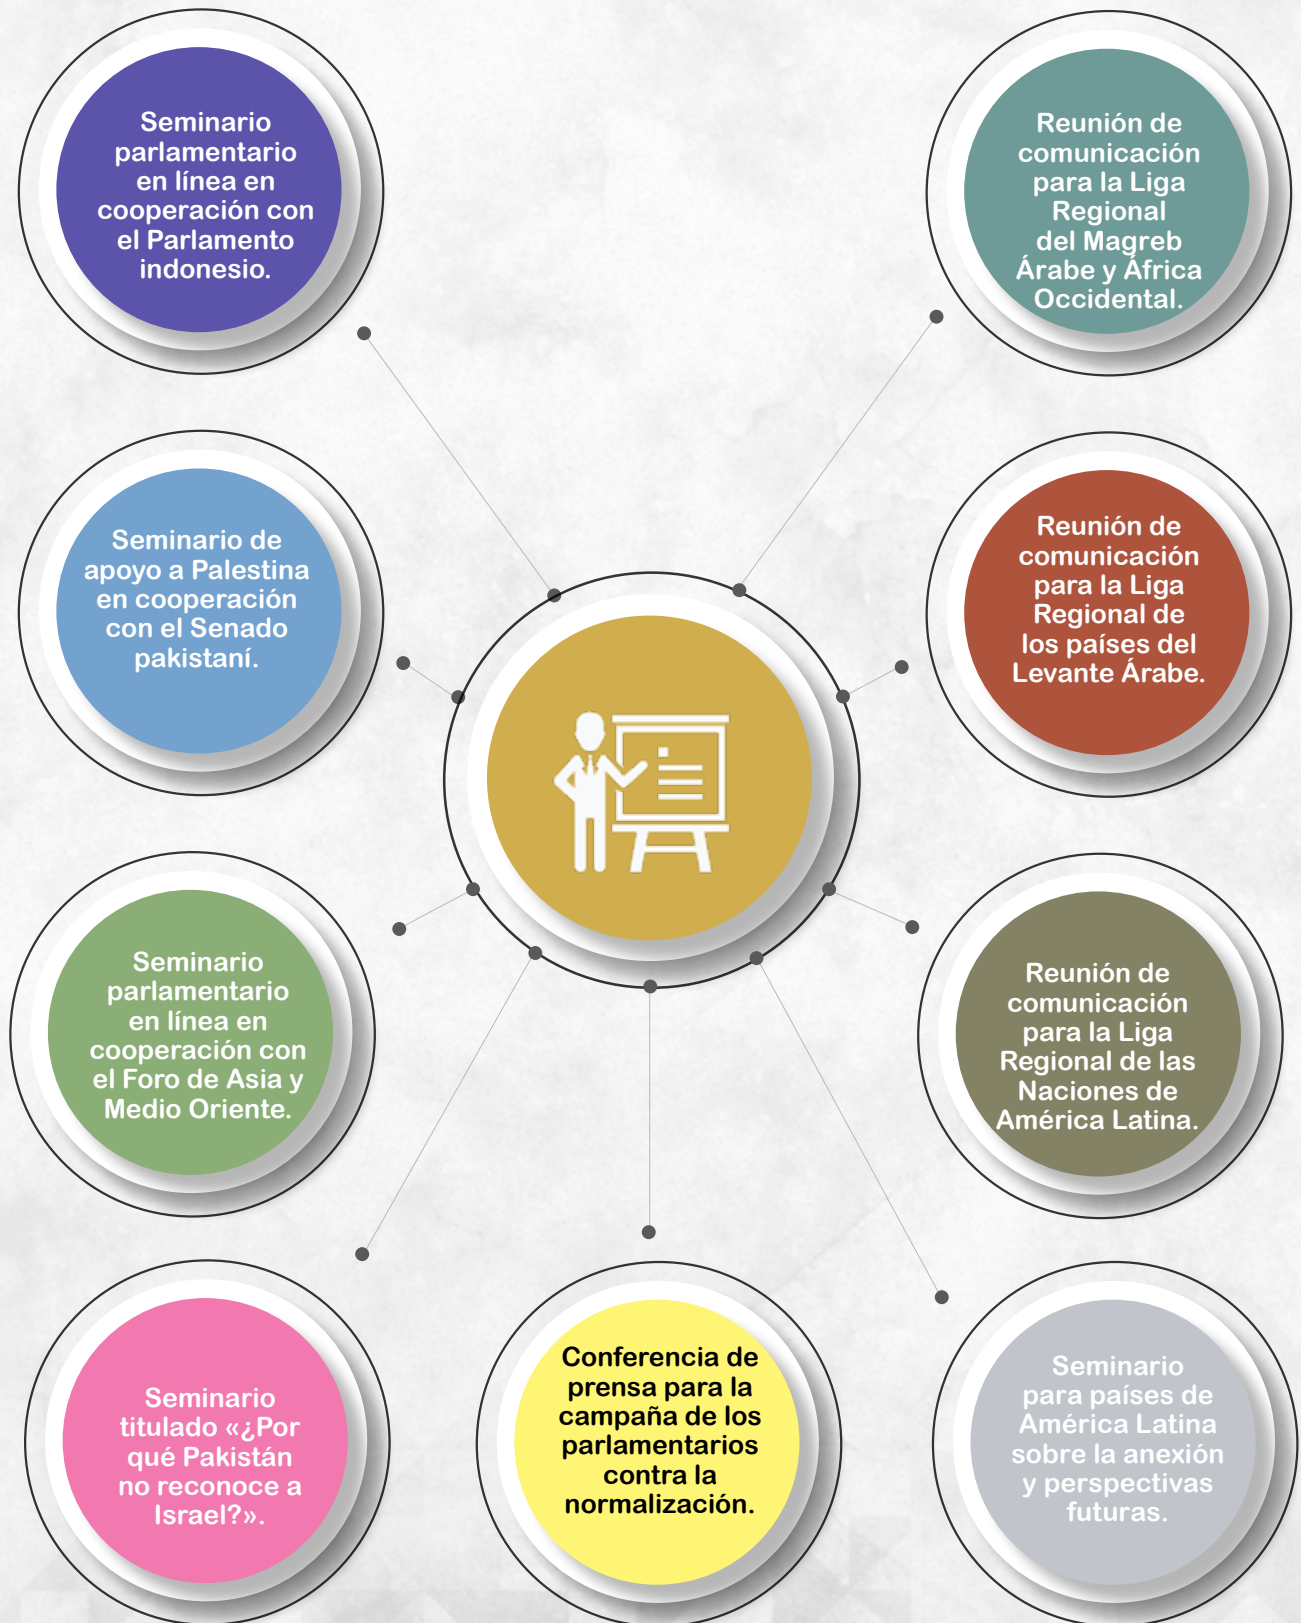 Seminario
parlamentario
en línea en
cooperación con
el Parlamento
indonesio.
Reunión de
comunicación
para la Liga
Regional
del Magreb
Árabe y África
Occidental.
Seminario de
apoyo a Palestina
en cooperación
con el Senado
pakistaní.
Reunión de
comunicación
para la Liga
Regional de
los países del
Levante Árabe.
Seminario
parlamentario
en línea en
cooperación con
el Foro de Asia y
Medio Oriente.
Reunión de
comunicación
para la Liga
Regional de las
Naciones de
América Latina.
Seminario
titulado «¿Por
qué Pakistán
no reconoce a
Israel?».
Conferencia de
prensa para la
campaña de los
parlamentarios
contra la
normalización.
Seminario
para países de
América Latina
sobre la anexión
y perspectivas
futuras.